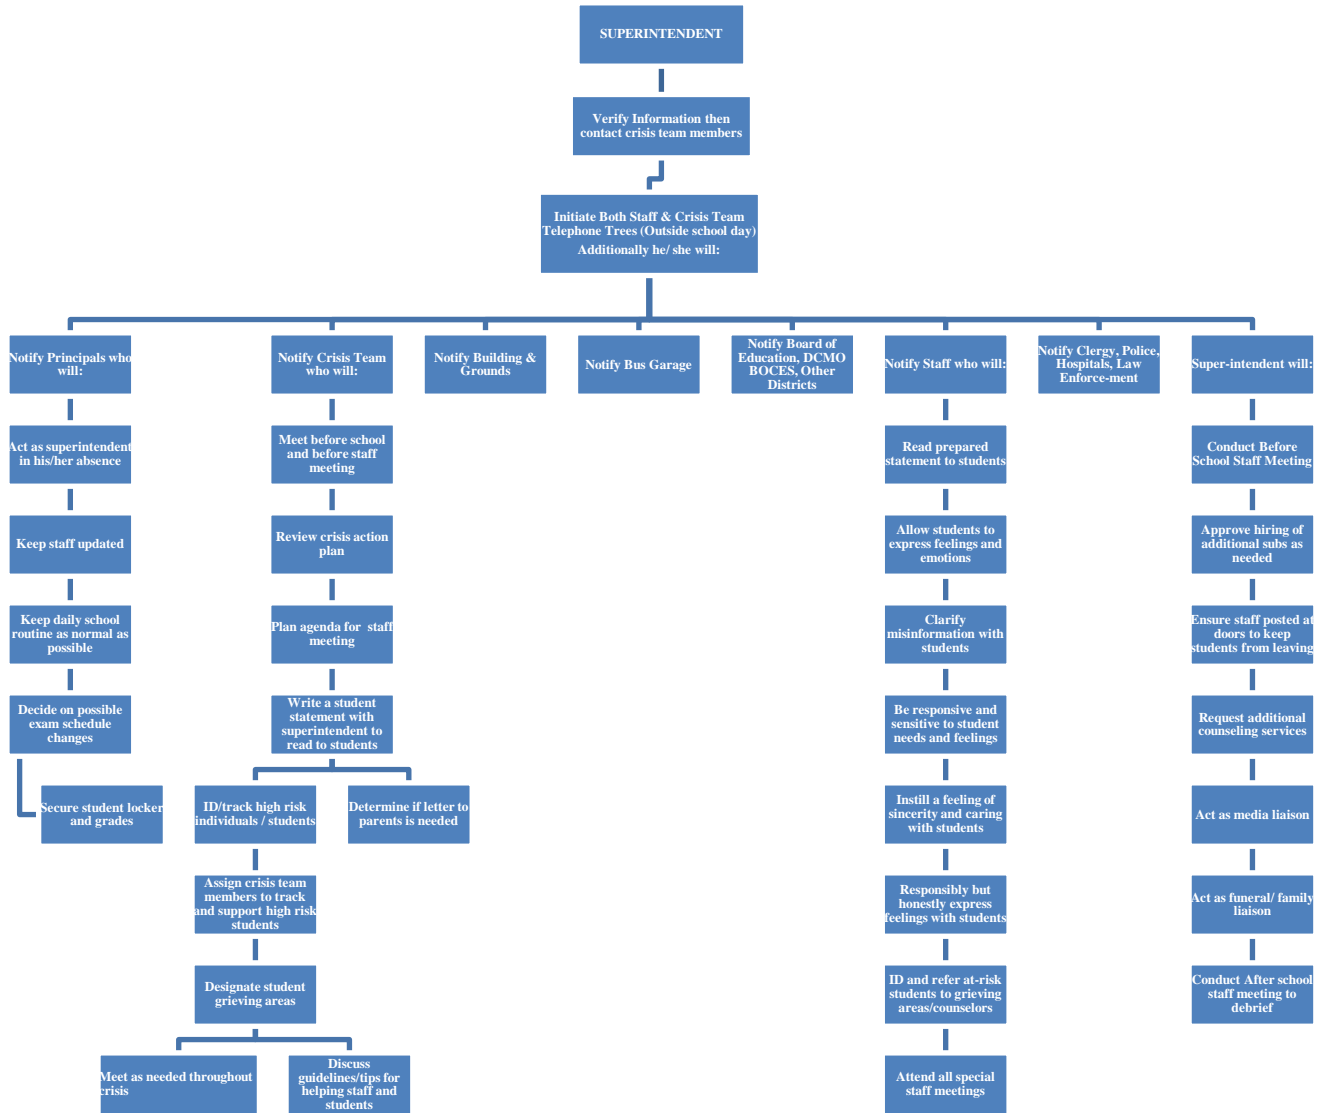 SUPERINTENDENT
Verify Information then
contact crisis team members
Initiate Both Staff & Crisis Team
Telephone Trees (Outside school day)
Additionally he/ she will:
Notify Principals who
will:
Notify Crisis Team
who will:
Notify Building &
Grounds
Notify Bus Garage
Notify Board of
Education, DCMO
BOCES, Other
Districts
Notify Staff who will:
Notify Clergy, Police,
Hospitals, Law
Enforce-ment
Super-intendent will:
Act as superintendent
in his/her absence
Keep staff updated
Keep daily school
routine as normal as
possible
Decide on possible
exam schedule
changes
Secure student locker
and grades
Meet before school
and before staff
meeting
Review crisis action
plan
Plan agenda for staff
meeting
Write a student
statement with
superintendent to
read to students
ID/track high risk
individuals / students
Determine if letter to
parents is needed
Assign crisis team
members to track
and support high risk
students
Designate student
grieving areas
Meet as needed throughout
crisis
Discuss
guidelines/tips for
helping staff and
students
Read prepared
statement to students
Allow students to
express feelings and
emotions
Clarify
misinformation with
students
Be responsive and
sensitive to student
needs and feelings
Instill a feeling of
sincerity and caring
with students
Responsibly but
honestly express
feelings with students
ID and refer at-risk
students to grieving
areas/counselors
Attend all special
staff meetings
Conduct Before
School Staff Meeting
Approve hiring of
additional subs as
needed
Ensure staff posted at
doors to keep
students from leaving
Request additional
counseling services
Act as media liaison
Act as funeral/ family
liaison
Conduct After school
staff meeting to
debrief